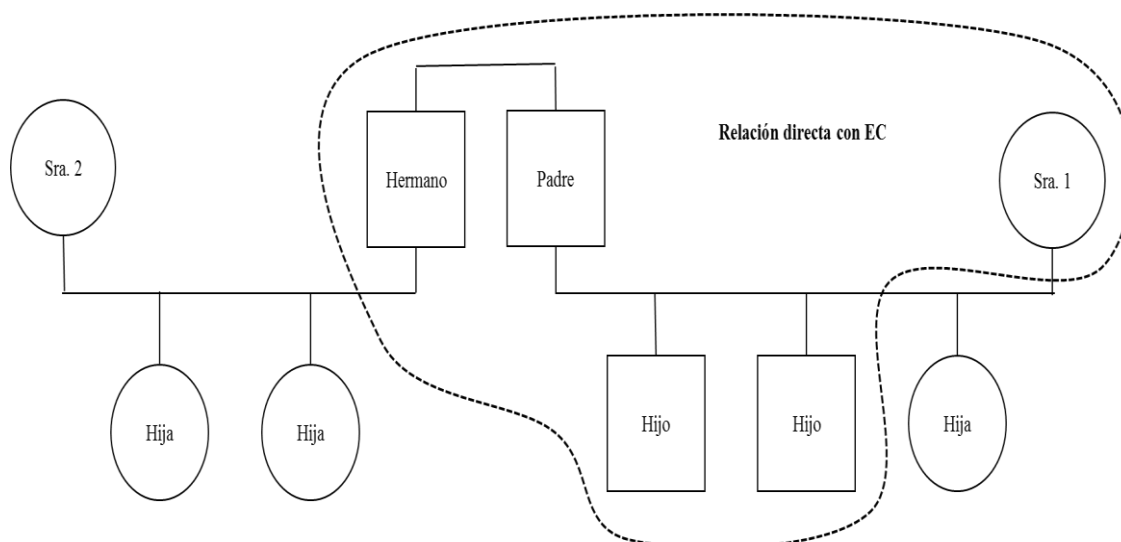 Relación directa con EC
Sra. 2
Hermano
Padre
Sra. 1
Hija
Hija
Hijo
Hijo
Hija